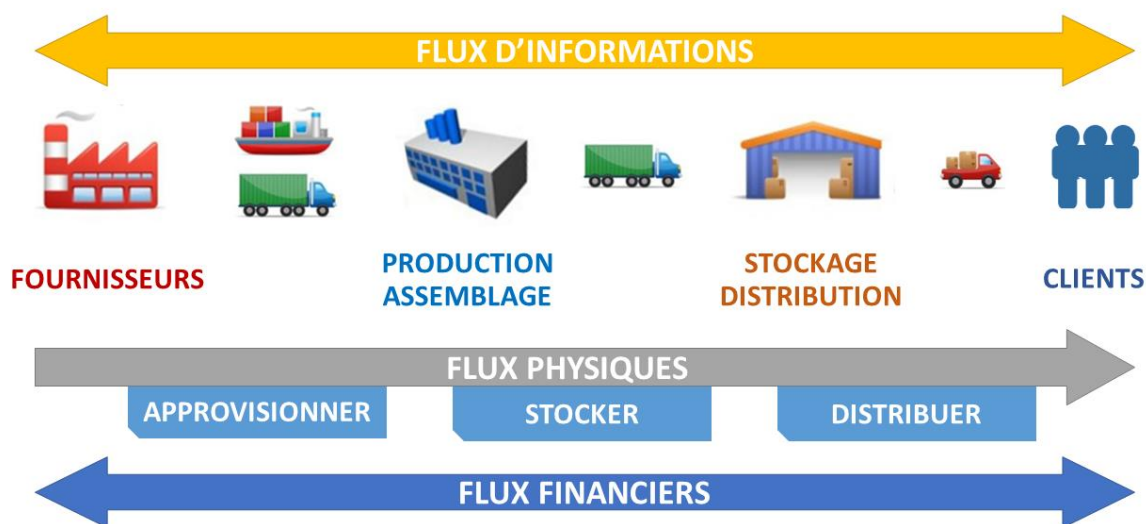 FLUX D’INFORMATIONS
FOURNISSEURS
PRODUCTION
ASSEMBLAGE
STOCKAGE
DISTRIBUTION
CLIENTS
FLUX PHYSIQUES
APPROVISIONNER
STOCKER
DISTRIBUER
FLUX FINANCIERS